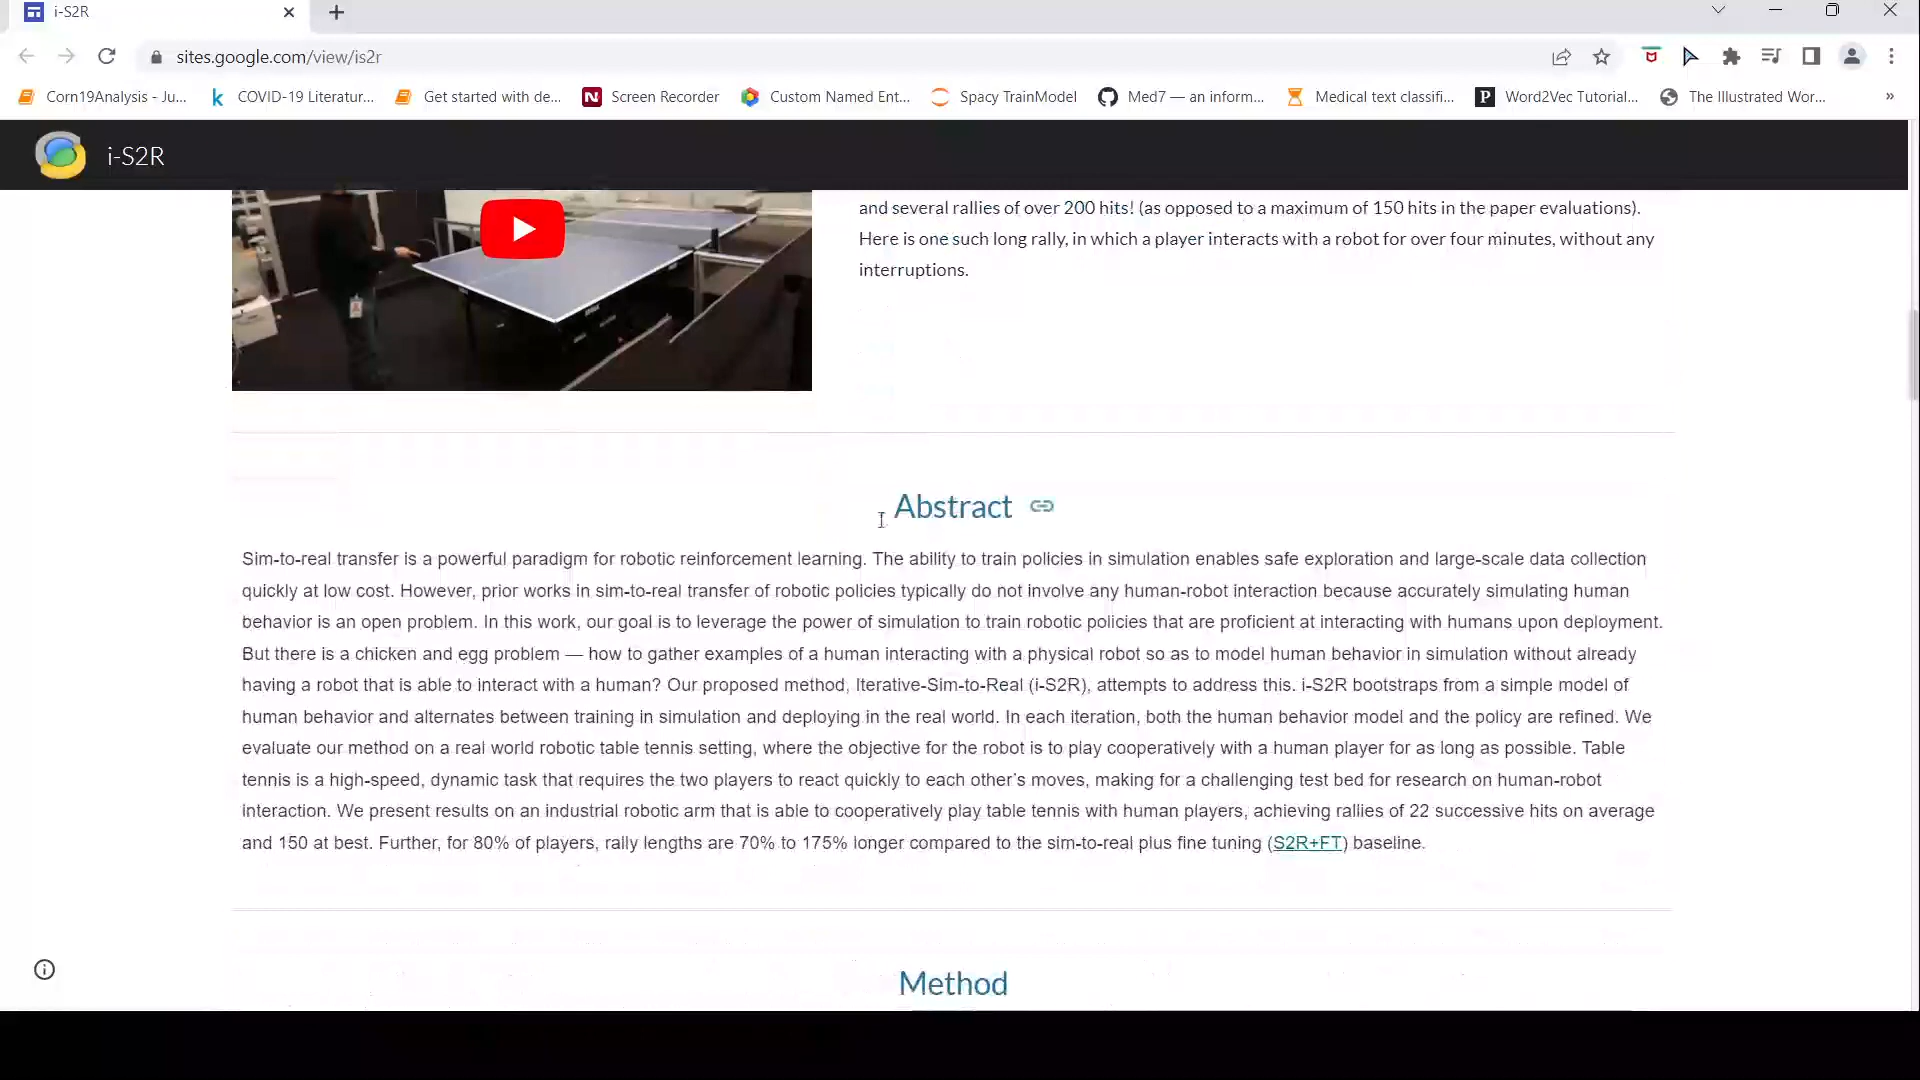 i-S2R
sites.google.com/view/is2r
Corn19Analysis - Ju... COVID-19 Literatur... Get started with de... Screen Recorder Custom Named Ent... Spacy TrainModel Med7 — an inform... Medical text classifi... Word2Vec Tutorial... The Illustrated Wor... »
i-S2R
and several rallies of over 200 hits! (as opposed to a maximum of 150 hits in the paper evaluations).
Here is one such long rally, in which a player interacts with a robot for over four minutes, without any
interruptions.
Abstract
Sim-to-real transfer is a powerful paradigm for robotic reinforcement learning. The ability to train policies in simulation enables safe exploration and large-scale data collection
quickly at low cost. However, prior works in sim-to-real transfer of robotic policies typically do not involve any human-robot interaction because accurately simulating human
behavior is an open problem. In this work, our goal is to leverage the power of simulation to train robotic policies that are proficient at interacting with humans upon deployment.
But there is a chicken and egg problem — how to gather examples of a human interacting with a physical robot so as to model human behavior in simulation without already
having a robot that is able to interact with a human? Our proposed method, Iterative-Sim-to-Real (i-S2R), attempts to address this. i-S2R bootstraps from a simple model of
human behavior and alternates between training in simulation and deploying in the real world. In each iteration, both the human behavior model and the policy are refined. We
evaluate our method on a real world robotic table tennis setting, where the objective for the robot is to play cooperatively with a human player for as long as possible. Table
tennis is a high-speed, dynamic task that requires the two players to react quickly to each other's moves, making for a challenging test bed for research on human-robot
interaction. We present results on an industrial robotic arm that is able to cooperatively play table tennis with human players, achieving rallies of 22 successive hits on average
and 150 at best. Further, for 80% of players, rally lengths are 70% to 175% longer compared to the sim-to-real plus fine tuning (S2R+FT) baseline.
Method